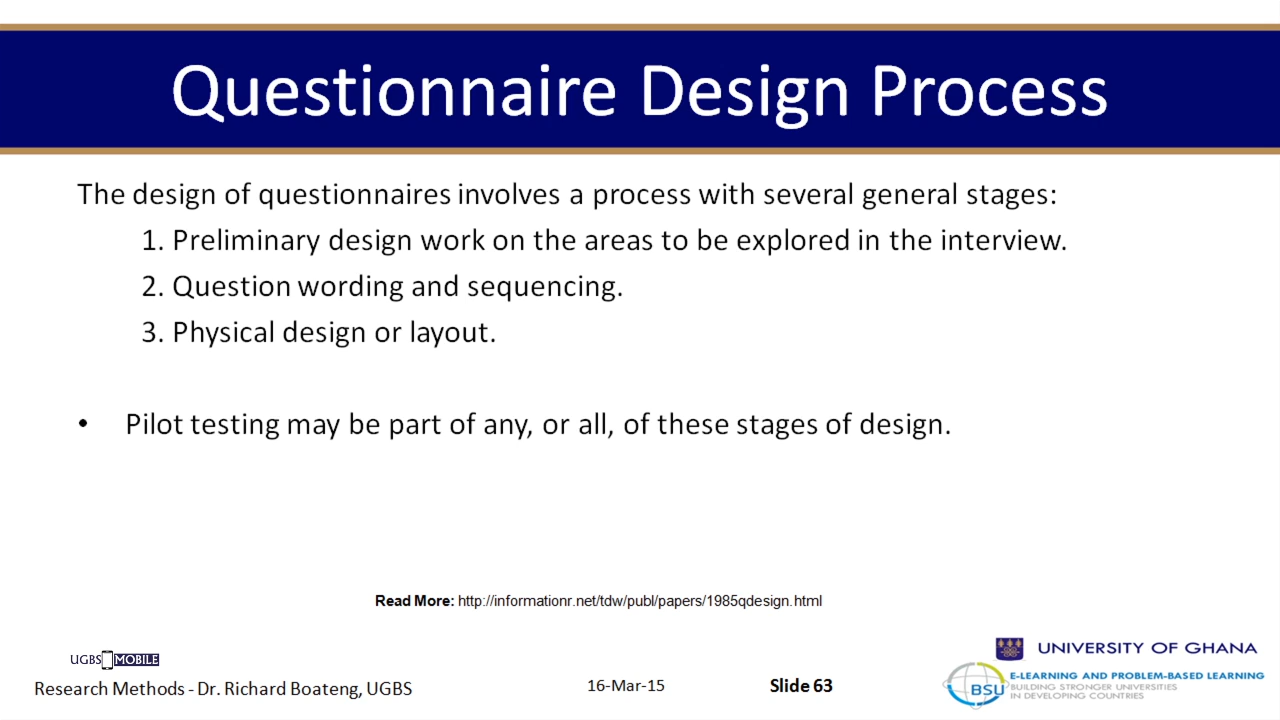 Questionnaire Design Process
The design of questionnaires involves a process with several general stages:
1. Preliminary design work on the areas to be explored in the interview.
2. Question wording and sequencing.
3. Physical design or layout.
• Pilot testing may be part of any, or all, of these stages of design.
Read More: http://informationr.net/tdw/publ/papers/1985qdesign.html
UGBS MOBILE
Research Methods - Dr. Richard Boateng, UGBS
16-Mar-15
Slide 63
UNIVERSITY OF GHANA
BSU
E-LEARNING AND PROBLEM-BASED LEARNING
BUILDING STRONGER UNIVERSITIES
IN DEVELOPING COUNTRIES